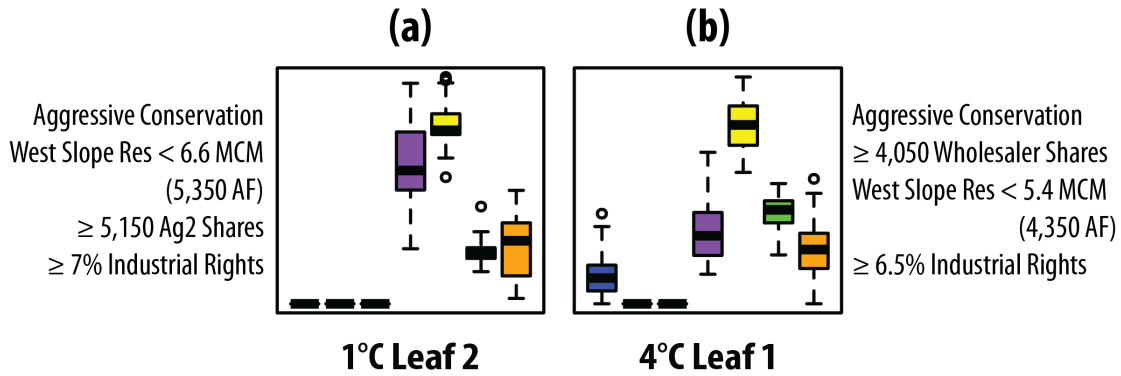 (a)
(b)
Aggressive Conservation
West Slope Res < 6.6 MCM
(5,350 AF)
≥ 5,150 Ag2 Shares
≥ 7% Industrial Rights
Aggressive Conservation
≥ 4,050 Wholesaler Shares
West Slope Res < 5.4 MCM
(4,350 AF)
≥ 6.5% Industrial Rights
1°C Leaf 2
4°C Leaf 1